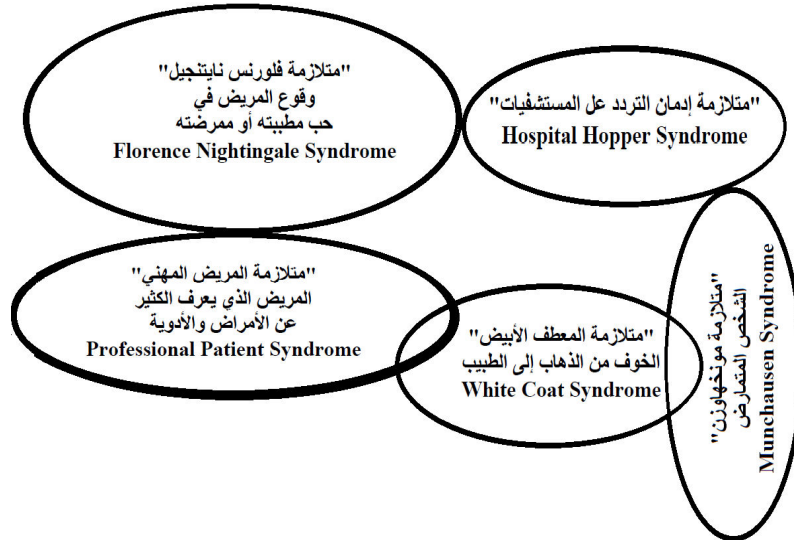 "متلازمة فلورنس نايتنجيل"
وقوع المريض في
حب مطببته أو ممرضته
Florence Nightingale Syndrome
"متلازمة إدمان التردد عل المستشفيات"
Hospital Hopper Syndrome
"متلازمة المريض المهني"
المريض الذي يعرف الكثير
عن الأمراض والأدوية
Professional Patient Syndrome
"متلازمة المعطف الأبيض"
الخوف من الذهاب إلى الطبيب
White Coat Syndrome
"متلازمة مونخهاوزن"
الشخص المتمارض
Munchausen Syndrome